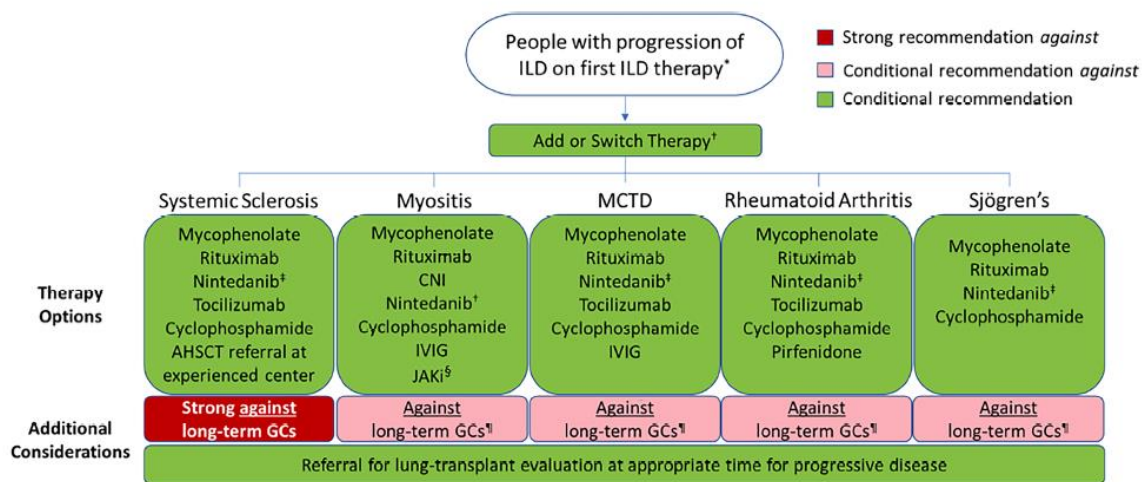 People with progression of
ILD on first ILD therapy*
Strong recommendation against
Conditional recommendation against
Conditional recommendation
Add or Switch Therapy†
Systemic Sclerosis
Myositis
MCTD
Rheumatoid Arthritis
Sjögren's
Therapy
Options
Mycophenolate
Rituximab
Nintedanib‡
Tocilizumab
Cyclophosphamide
AHSCT referral at
experienced center
Mycophenolate
Rituximab
CNI
Nintedanib†
Cyclophosphamide
IVIG
JAKi§
Mycophenolate
Rituximab
Nintedanib‡
Tocilizumab
Cyclophosphamide
IVIG
Mycophenolate
Rituximab
Nintedanib‡
Tocilizumab
Cyclophosphamide
Pirfenidone
Mycophenolate
Rituximab
Nintedanib‡
Cyclophosphamide
Additional
Considerations
Strong against
long-term GCs
Against
long-term GCs¶
Against
long-term GCs¶
Against
long-term GCs¶
Against
long-term GCs¶
Referral for lung-transplant evaluation at appropriate time for progressive disease